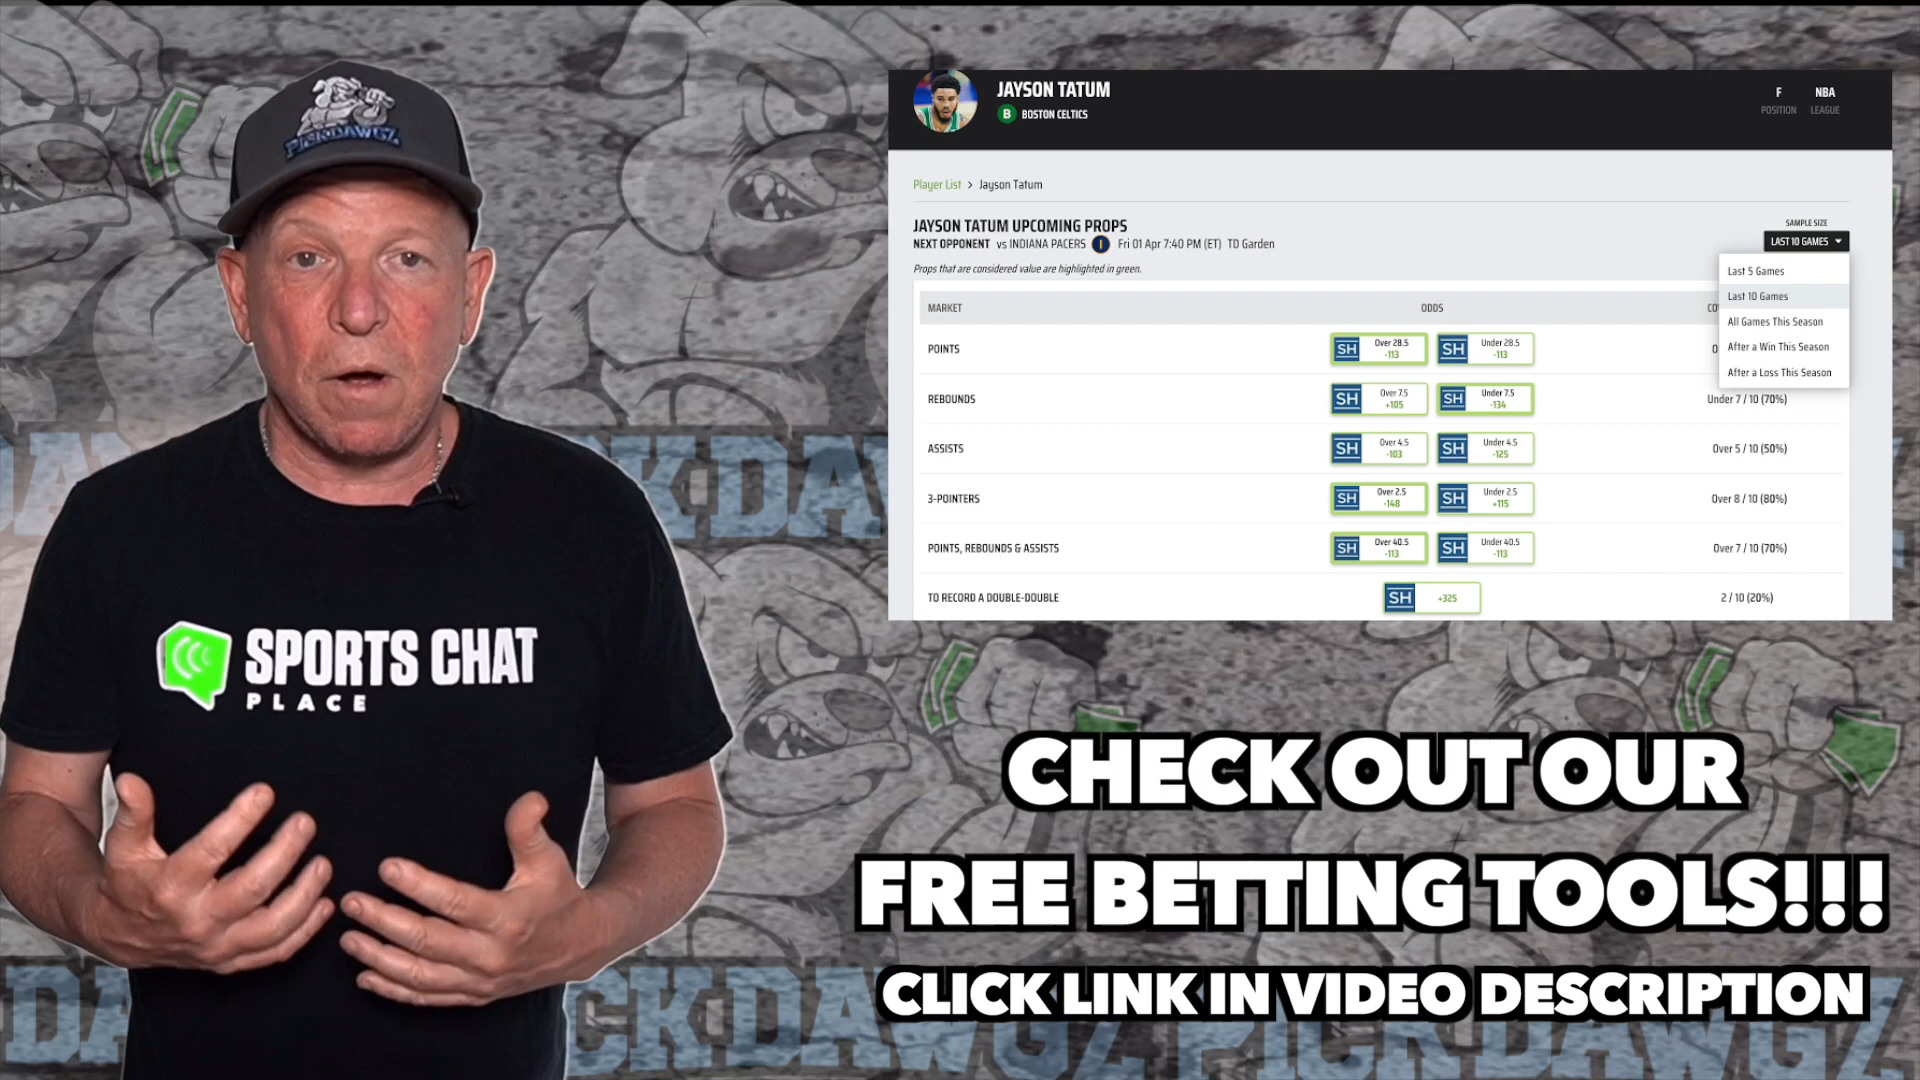 PICKDAWGZ
SPORTS CHAT
PLACE
JAYSON TATUM
B BOSTON CELTICS
F
POSITION
NBA
LEAGUE
Player List > Jayson Tatum
JAYSON TATUM UPCOMING PROPS
NEXT OPPONENT vs INDIANA PACERS Fri 01 Apr 7:40 PM (ET) TD Garden
Props that are considered value are highlighted in green.
SAMPLE SIZE
LAST 10 GAMES
Last 5 Games
Last 10 Games
All Games This Season
After a Win This Season
After a Loss This Season
MARKET ODDS CO
POINTS SH Over 28.5 -113 SH Under 28.5 -113 O
REBOUNDS SH Over 7.5 +105 SH Under 7.5 -134 Under 7 / 10 (70%)
ASSISTS SH Over 4.5 -103 SH Under 4.5 -125 Over 5 / 10 (50%)
3-POINTERS SH Over 2.5 -148 SH Under 2.5 +115 Over 8 / 10 (80%)
POINTS, REBOUNDS & ASSISTS SH Over 40.5 -113 SH Under 40.5 -113 Over 7 / 10 (70%)
TO RECORD A DOUBLE-DOUBLE SH +325 2 / 10 (20%)
CHECK OUT OUR
FREE BETTING TOOLS!!!
CLICK LINK IN VIDEO DESCRIPTION